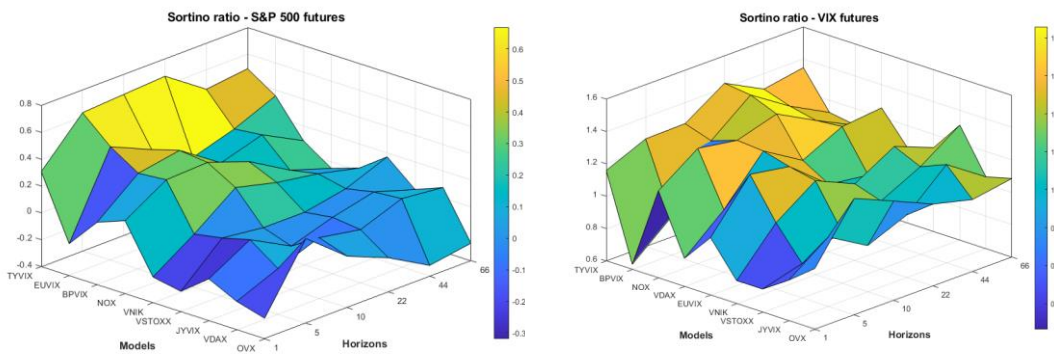 Sortino ratio - S&P 500 futures
0.8
0.6
0.4
0.2
0
-0.2
-0.4
TYVIX
EUVIX
BPVIX
NOX
VNIK
VSTOXX
JYVIX
VDAX
OVX
Models
1
5
10
22
44
66
Horizons
0.6
0.5
0.4
0.3
0.2
0.1
0
-0.1
-0.2
-0.3
Sortino ratio - VIX futures
1.6
1.4
1.2
1
0.8
0.6
TYVIX
BPVIX
NOX
VDAX
EUVIX
VNIK
VSTOXX
JYVIX
OVX
Models
1
5
10
22
44
66
Horizons